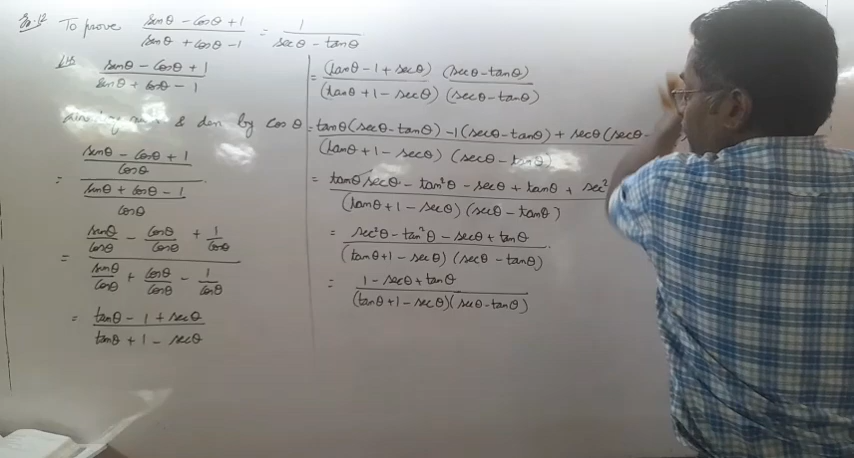 To prove (sinθ - cosθ + 1)/(sinθ + cosθ - 1) = 1/(secθ - tanθ)
LHS (sinθ - cosθ + 1)/(sinθ + cosθ - 1)
& den by cosθ
= ((sinθ - cosθ + 1)/cosθ)/((sinθ + cosθ - 1)/cosθ)
= (sinθ/cosθ - cosθ/cosθ + 1/cosθ)/(sinθ/cosθ + cosθ/cosθ - 1/cosθ)
= (tanθ - 1 + secθ)/(tanθ + 1 - secθ)
= (tanθ - 1 + secθ)(secθ - tanθ)/(tanθ + 1 - secθ)(secθ - tanθ)
= tanθ(secθ - tanθ) - 1(secθ - tanθ) + secθ(secθ -/(tanθ + 1 - secθ)(secθ - tanθ)
= tanθ secθ - tan²θ - secθ + tanθ + sec²/(tanθ + 1 - secθ)(secθ - tanθ)
= sec²θ - tan²θ - secθ + tanθ/(tanθ + 1 - secθ)(secθ - tanθ)
= 1 - secθ + tanθ/(tanθ + 1 - secθ)(secθ - tanθ)